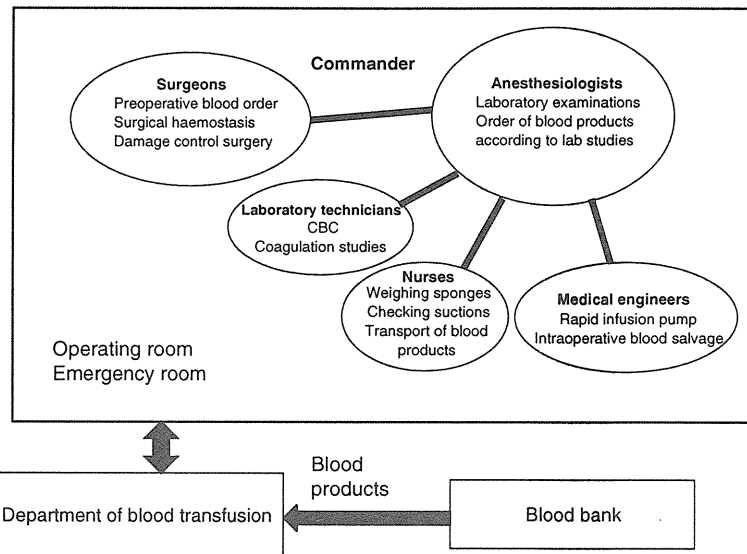 Commander
Surgeons
Preoperative blood order
Surgical haemostasis
Damage control surgery
Anesthesiologists
Laboratory examinations
Order of blood products
according to lab studies
Laboratory technicians
CBC
Coagulation studies
Nurses
Weighing sponges
Checking suctions
Transport of blood
products
Medical engineers
Rapid infusion pump
Intraoperative blood salvage
Operating room
Emergency room
Blood
products
Department of blood transfusion
Blood bank